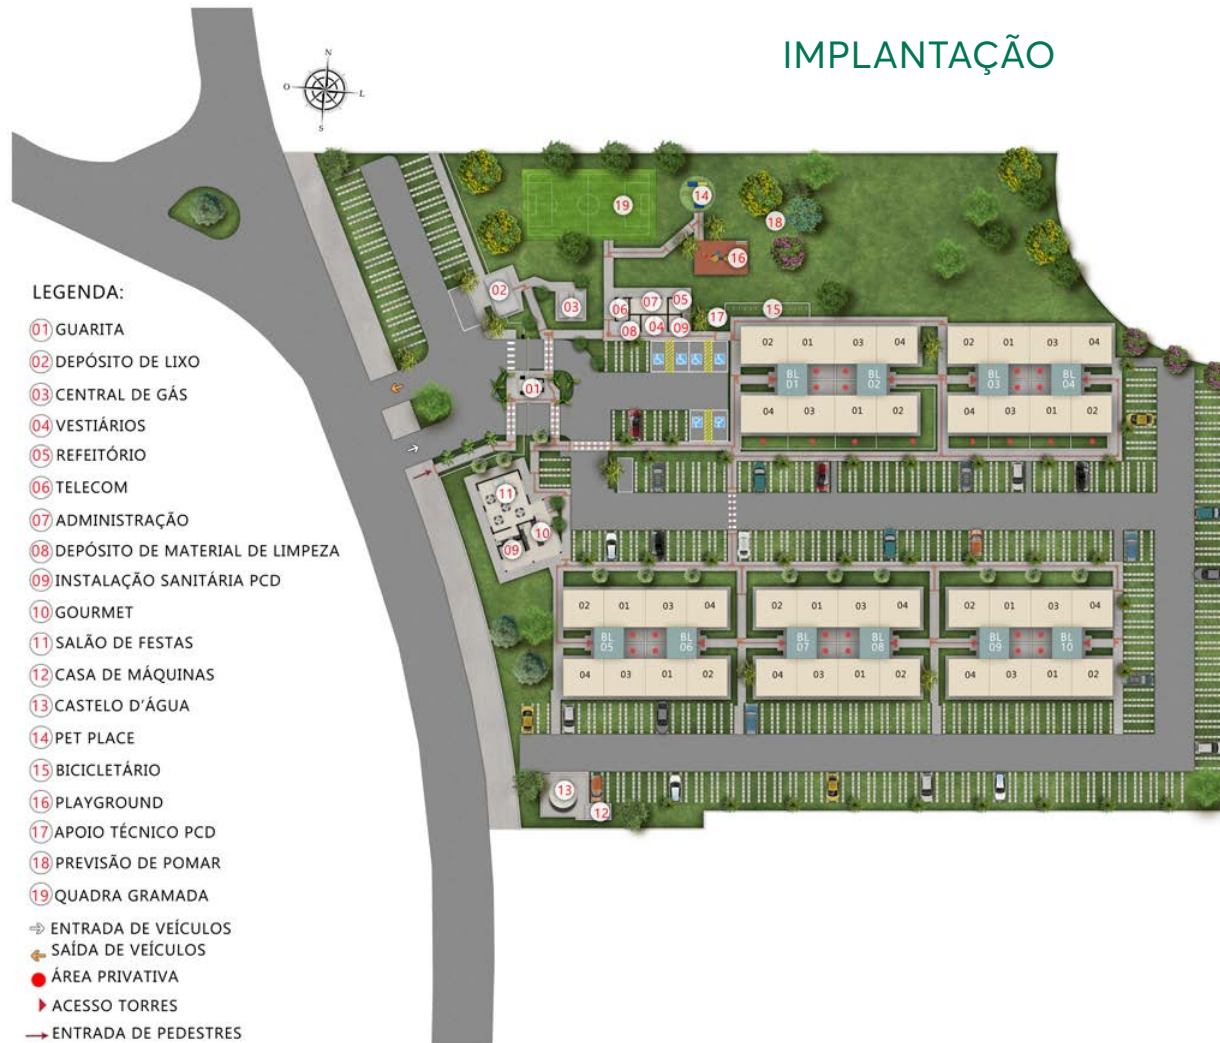 IMPLANTAÇÃO
N
O
L
S
LEGENDA:
01 GUARITA
02 DEPÓSITO DE LIXO
03 CENTRAL DE GÁS
04 VESTIÁRIOS
05 REFEITÓRIO
06 TELECOM
07 ADMINISTRAÇÃO
08 DEPÓSITO DE MATERIAL DE LIMPEZA
09 INSTALAÇÃO SANITÁRIA PCD
10 GOURMET
11 SALÃO DE FESTAS
12 CASA DE MÁQUINAS
13 CASTELO D'ÁGUA
14 PET PLACE
15 BICICLETÁRIO
16 PLAYGROUND
17 APOIO TÉCNICO PCD
18 PREVISÃO DE POMAR
19 QUADRA GRAMADA
ENTRADA DE VEÍCULOS
SAÍDA DE VEÍCULOS
ÁREA PRIVATIVA
ACESSO TORRES
ENTRADA DE PEDESTRES
14
19
18
16
02
03
06 07 05
15
17
08 04 09
01
02 01 03 04
02 01 03 04
BL 01
BL 02
BL 03
BL 04
04 03 01 02
04 03 01 02
11
10
09
02 01 03 04
02 01 03 04
02 01 03 04
BL 05
BL 06
BL 07
BL 08
BL 09
BL 10
04 03 01 02
04 03 01 02
04 03 01 02
13
12